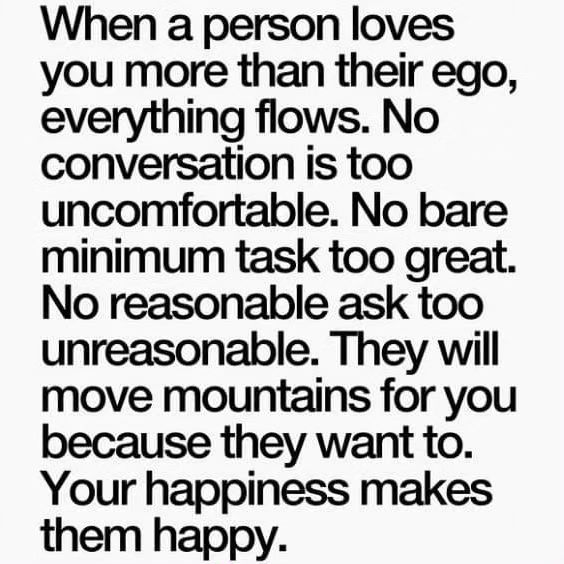 When a person loves
you more than their ego,
everything flows. No
conversation is too
uncomfortable. No bare
minimum task too great.
No reasonable ask too
unreasonable. They will
move mountains for you
because they want to.
Your happiness makes
them happy.